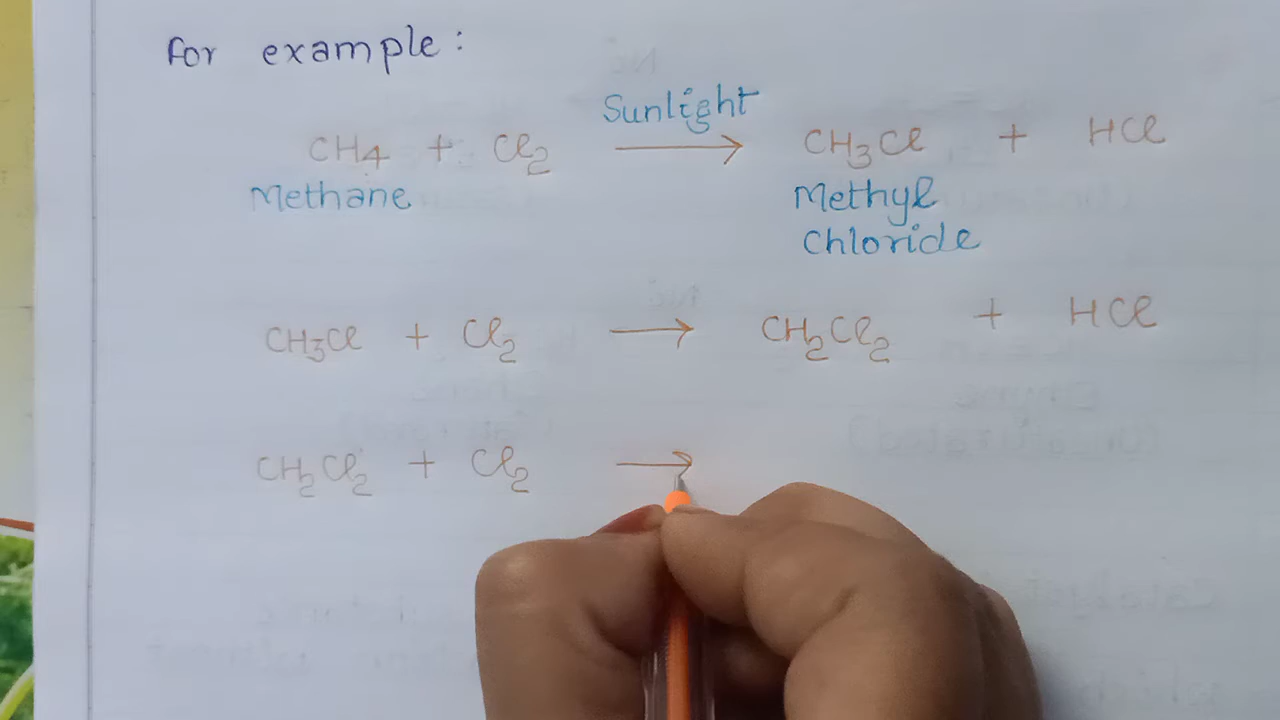 For example:
Sunlight
CH4 + Cl2 → CH3Cl + HCl
Methane Methyl
Chloride
CH3Cl + Cl2 → CH2Cl2 + HCl
CH2Cl2 + Cl2 →